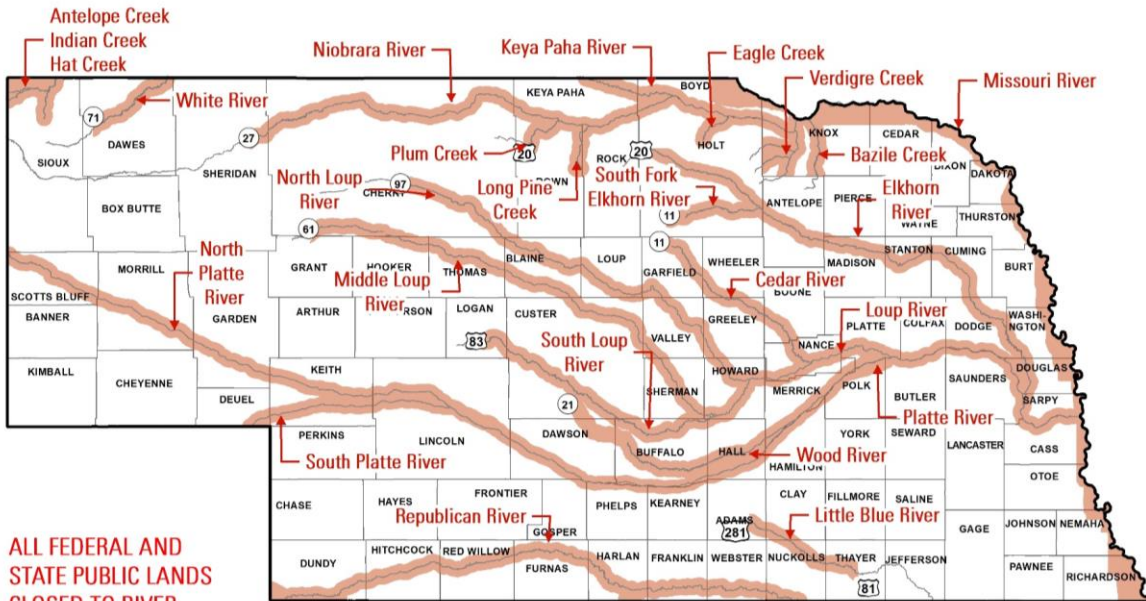 Antelope Creek
Indian Creek
Hat Creek
Niobrara River
Keya Paha River
Eagle Creek
Verdigre Creek
Missouri River
White River
KEYA PAHA
BOYD
71
DAWES
27
SIOUX
SHERIDAN
Plum Creek
20
ROCK
20
HOLT
KNOX
CEDAR
Bazile Creek
DIXON
DAKOTA
North Loup
River
97
CHERRY
Long Pine
Creek
South Fork
Elkhorn River
11
ANTELOPE
PIERCE
WAYNE
Elkhorn
River
THURSTON
BOX BUTTE
61
11
North
Platte
River
MORRILL
GRANT
HOOKER
THOMAS
BLAINE
LOUP
GARFIELD
WHEELER
MADISON
STANTON
CUMING
BURT
Middle Loup
River
Cedar River
BOONE
SCOTTS BLUFF
BANNER
GARDEN
ARTHUR
LOGAN
CUSTER
GREELEY
Loup River
PLATTE
COLFAX
DODGE
WASHI-
NGTON
83
South Loup
River
VALLEY
NANCE
KIMBALL
CHEYENNE
KEITH
DEUEL
SHERMAN
HOWARD
MERRICK
POLK
BUTLER
SAUNDERS
DOUGLAS
SARPY
21
Platte River
PERKINS
LINCOLN
DAWSON
BUFFALO
HALL
YORK
SEWARD
LANCASTER
CASS
South Platte River
Wood River
HAMILTON
OTOE
CHASE
HAYES
FRONTIER
PHELPS
KEARNEY
CLAY
FILLMORE
SALINE
Republican River
GOSPER
ADAMS
281
Little Blue River
GAGE
JOHNSON
NEMAHA
DUNDY
HITCHCOCK
RED WILLOW
FURNAS
HARLAN
FRANKLIN
WEBSTER
NUCKOLLS
THAYER
JEFFERSON
PAWNEE
RICHARDSON
81
ALL FEDERAL AND
STATE PUBLIC LANDS
CLOSED TO RIVER